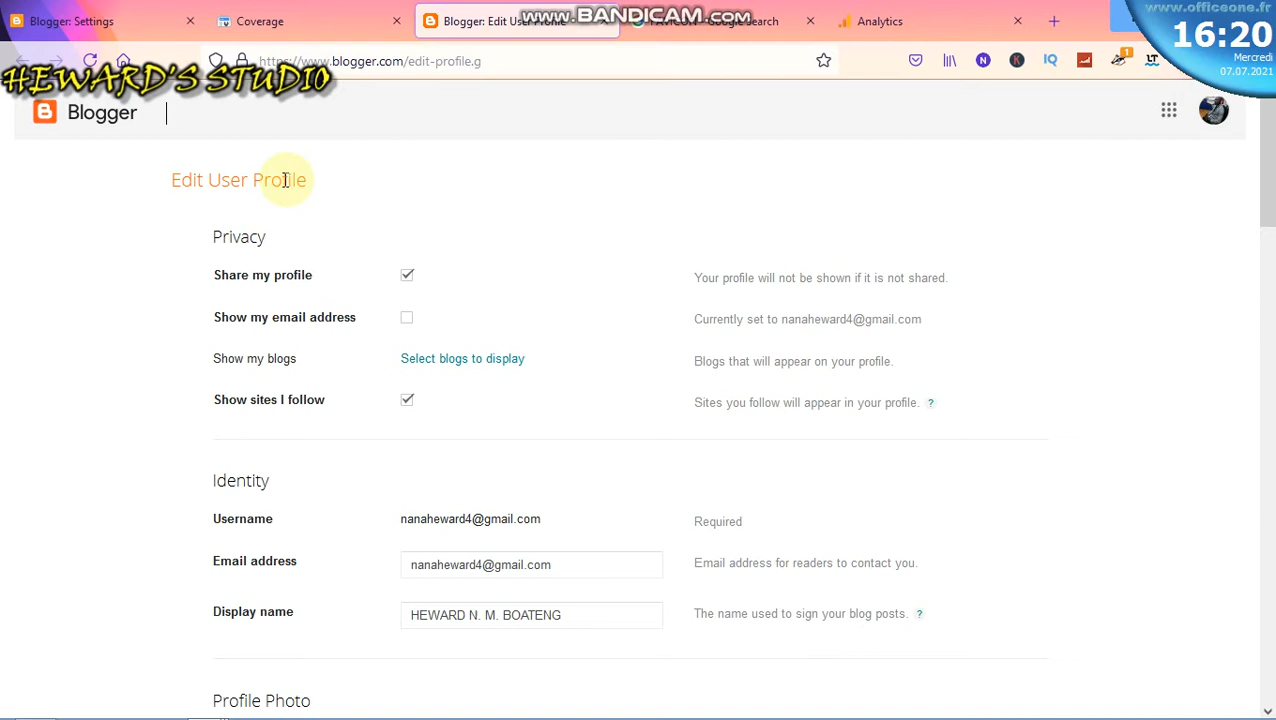 Blogger: Settings
Coverage
Blogger: Edit User Profile
Google Search
Analytics
www.BANDICAM.com
www.officeone.fr
16:20
Mercredi
07.07.2021
https://www.blogger.com/edit-profile.g
HEWARD'S STUDIO
Blogger
Edit User Profile
Privacy
Share my profile
Your profile will not be shown if it is not shared.
Show my email address
Currently set to nanaheward4@gmail.com
Show my blogs
Select blogs to display
Blogs that will appear on your profile.
Show sites I follow
Sites you follow will appear in your profile. ?
Identity
Username
nanaheward4@gmail.com
Required
Email address
nanaheward4@gmail.com
Email address for readers to contact you.
Display name
HEWARD N. M. BOATENG
The name used to sign your blog posts. ?
Profile Photo